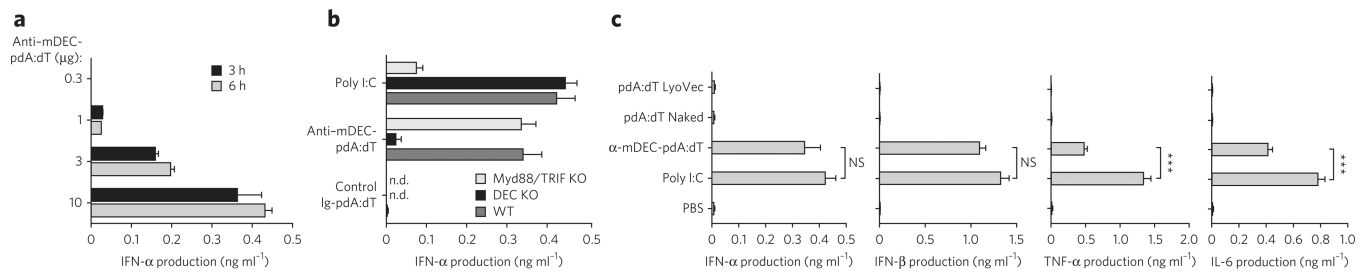 a
Anti–mDEC-
pdA:dT (μg):
0.3
1
3
10
3 h
6 h
0 0.1 0.2 0.3 0.4 0.5
IFN-α production (ng ml⁻¹)
b
Poly I:C
Anti–mDEC-
pdA:dT
Control
Ig-pdA:dT
n.d.
n.d.
Myd88/TRIF KO
DEC KO
WT
0 0.1 0.2 0.3 0.4 0.5
IFN-α production (ng ml⁻¹)
c
pdA:dT LyoVec
pdA:dT Naked
α-mDEC-pdA:dT
Poly I:C
PBS
NS
0 0.1 0.2 0.3 0.4 0.5 0.6
IFN-α production (ng ml⁻¹)
NS
0 0.5 1.0 1.5
IFN-β production (ng ml⁻¹)
***
0 0.5 1.0 1.5 2.0
TNF-α production (ng ml⁻¹)
***
0 0.2 0.4 0.6 0.8 1.0
IL-6 production (ng ml⁻¹)